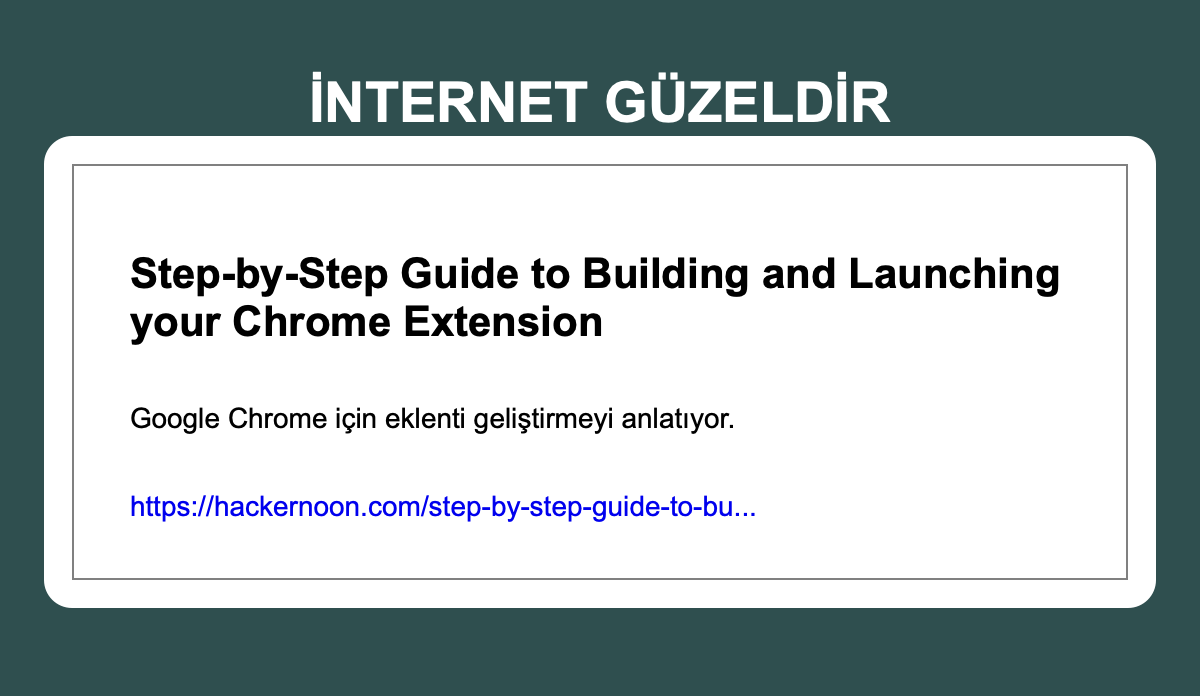 İNTERNET GÜZELDİR
Step-by-Step Guide to Building and Launching
your Chrome Extension
Google Chrome için eklenti geliştirmeyi anlatıyor.
https://hackernoon.com/step-by-step-guide-to-bu...